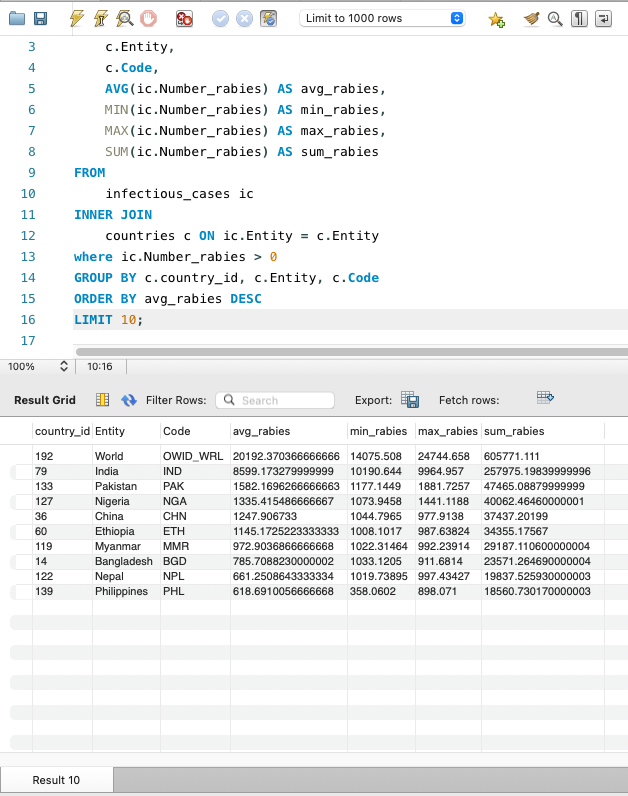 Limit to 1000 rows
3 c.Entity,
4 c.Code,
5 AVG(ic.Number_rabies) AS avg_rabies,
6 MIN(ic.Number_rabies) AS min_rabies,
7 MAX(ic.Number_rabies) AS max_rabies,
8 SUM(ic.Number_rabies) AS sum_rabies
9 FROM
10 infectious_cases ic
11 INNER JOIN
12 countries c ON ic.Entity = c.Entity
13 where ic.Number_rabies > 0
14 GROUP BY c.country_id, c.Entity, c.Code
15 ORDER BY avg_rabies DESC
16 LIMIT 10;
17
100% 10:16
Result Grid Filter Rows: Search Export: Fetch rows:
country_id Entity Code avg_rabies min_rabies max_rabies sum_rabies
192 World OWID_WRL 20192.370366666666 14075.508 24744.658 605771.111
79 India IND 8599.173279999999 10190.644 9964.957 257975.19839999996
133 Pakistan PAK 1582.1696266666663 1177.1449 1881.7257 47465.08879999999
127 Nigeria NGA 1335.415486666667 1073.9458 1441.1188 40062.46460000001
36 China CHN 1247.906733 1044.7965 977.9138 37437.20199
60 Ethiopia ETH 1145.1725223333333 1008.1017 987.63824 34355.17567
119 Myanmar MMR 972.9036866666668 1022.31464 992.23914 29187.110600000004
14 Bangladesh BGD 785.7088230000002 1033.1205 911.6814 23571.264690000004
122 Nepal NPL 661.2508643333334 1019.73895 997.43427 19837.525930000003
139 Philippines PHL 618.6910056666668 358.0602 898.071 18560.730170000003
Result 10